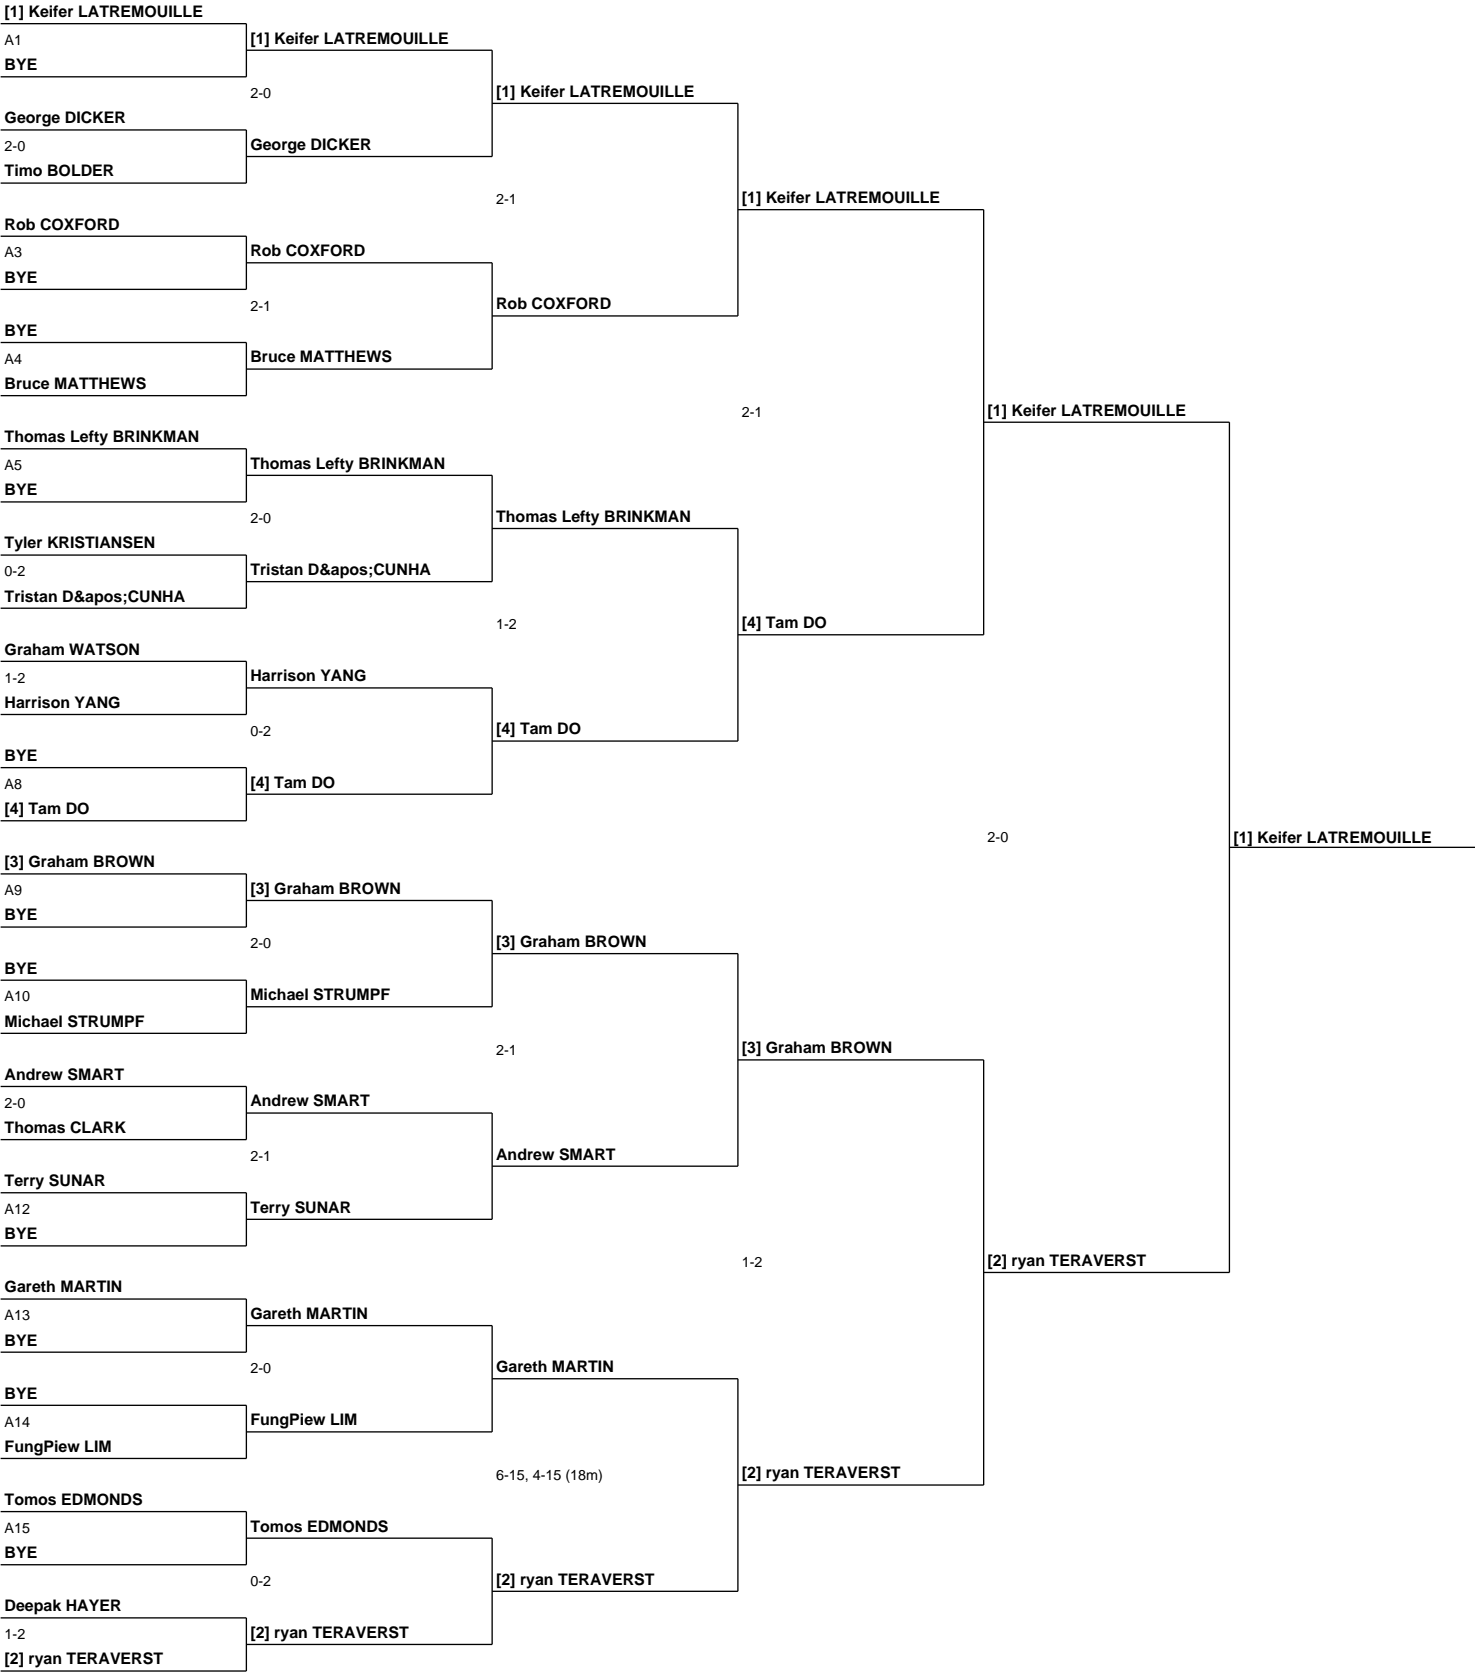 [1] Keifer LATREMOUILLE
A1
BYE
George DICKER
2-0
Timo BOLDER
Rob COXFORD
A3
BYE
BYE
A4
Bruce MATTHEWS
Thomas Lefty BRINKMAN
A5
BYE
Tyler KRISTIANSEN
0-2
Tristan D&apos;CUNHA
Graham WATSON
1-2
Harrison YANG
BYE
A8
[4] Tam DO
[3] Graham BROWN
A9
BYE
BYE
A10
Michael STRUMPF
Andrew SMART
2-0
Thomas CLARK
Terry SUNAR
A12
BYE
Gareth MARTIN
A13
BYE
BYE
A14
FungPiew LIM
Tomos EDMONDS
A15
BYE
Deepak HAYER
1-2
[2] ryan TERAVERST
[1] Keifer LATREMOUILLE
2-0
George DICKER
Rob COXFORD
2-1
Bruce MATTHEWS
Thomas Lefty BRINKMAN
2-0
Tristan D&apos;CUNHA
Harrison YANG
0-2
[4] Tam DO
[3] Graham BROWN
2-0
Michael STRUMPF
Andrew SMART
2-1
Terry SUNAR
Gareth MARTIN
2-0
FungPiew LIM
Tomos EDMONDS
0-2
[2] ryan TERAVERST
[1] Keifer LATREMOUILLE
2-1
Rob COXFORD
Thomas Lefty BRINKMAN
1-2
[4] Tam DO
[3] Graham BROWN
2-1
Andrew SMART
Gareth MARTIN
6-15, 4-15 (18m)
[2] ryan TERAVERST
[1] Keifer LATREMOUILLE
2-1
[4] Tam DO
[3] Graham BROWN
1-2
[2] ryan TERAVERST
[1] Keifer LATREMOUILLE
2-0
[2] ryan TERAVERST
[1] Keifer LATREMOUILLE